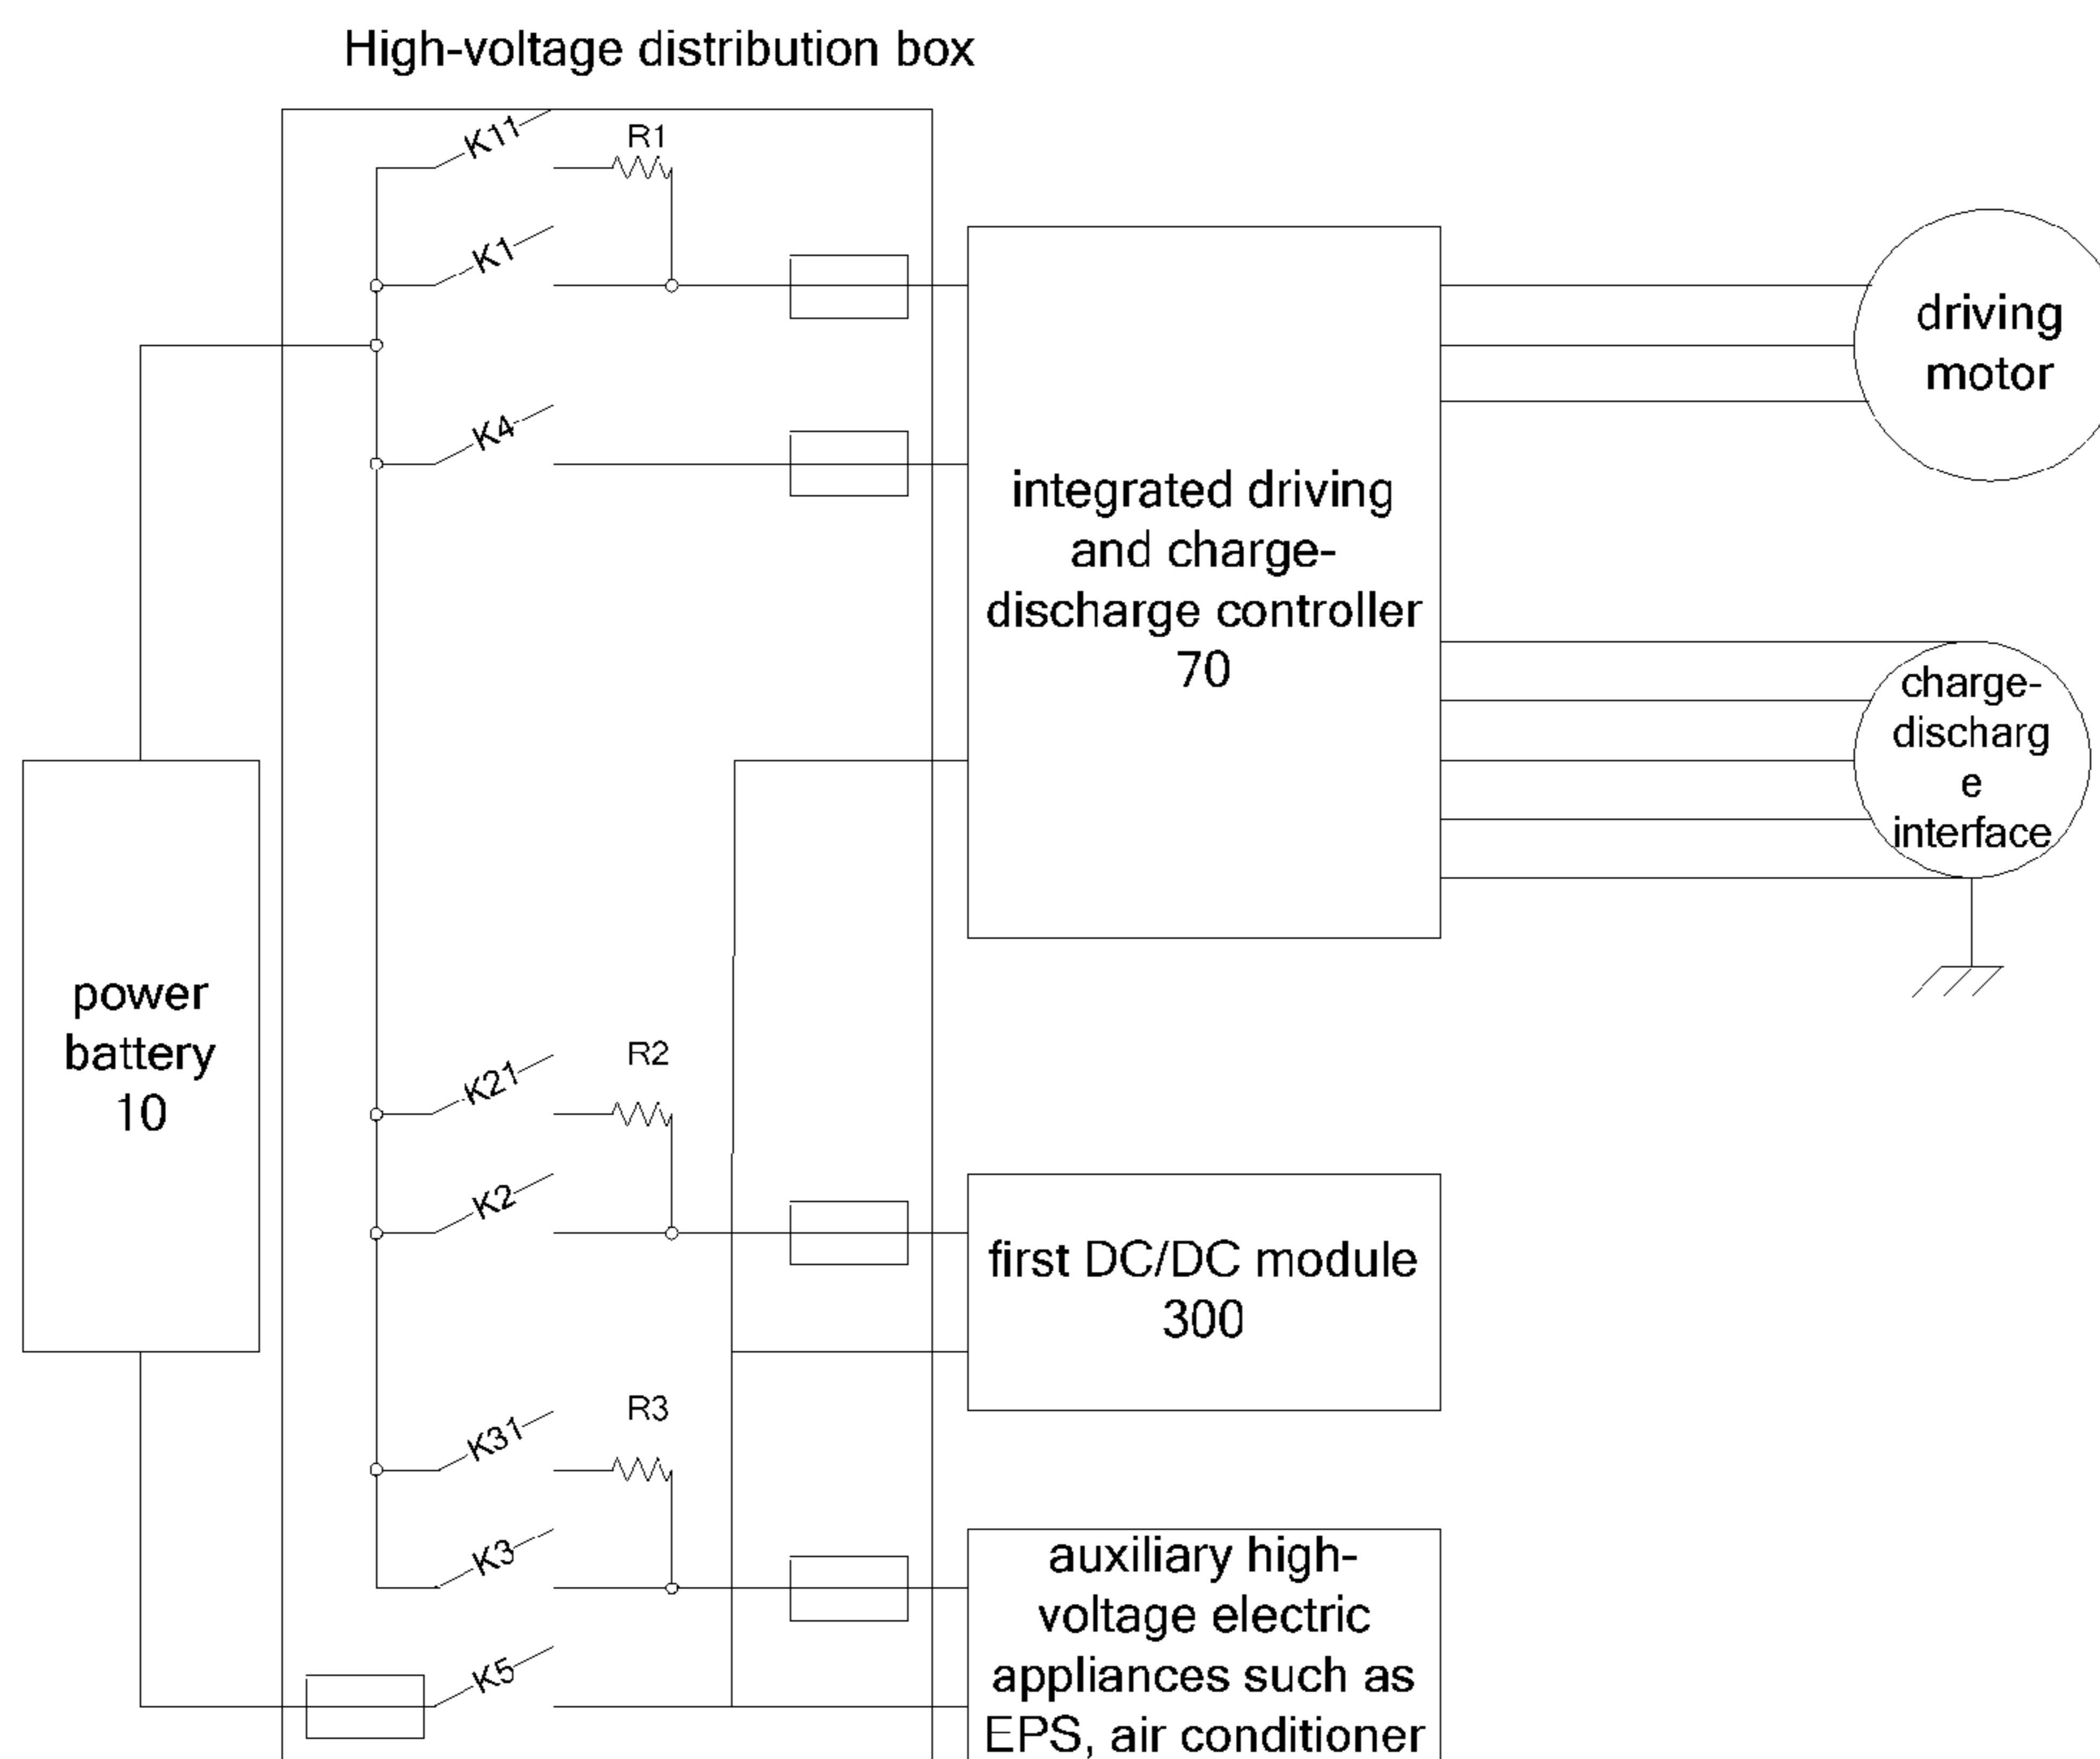 High-voltage distribution box
K11
R1
K1
K4
driving
motor
integrated driving
and charge-
discharge controller
70
charge-
discharg
e
interface
power
battery
10
K21
R2
K2
first DC/DC module
300
K31
R3
K3
K5
auxiliary high-
voltage electric
appliances such as
EPS, air conditioner